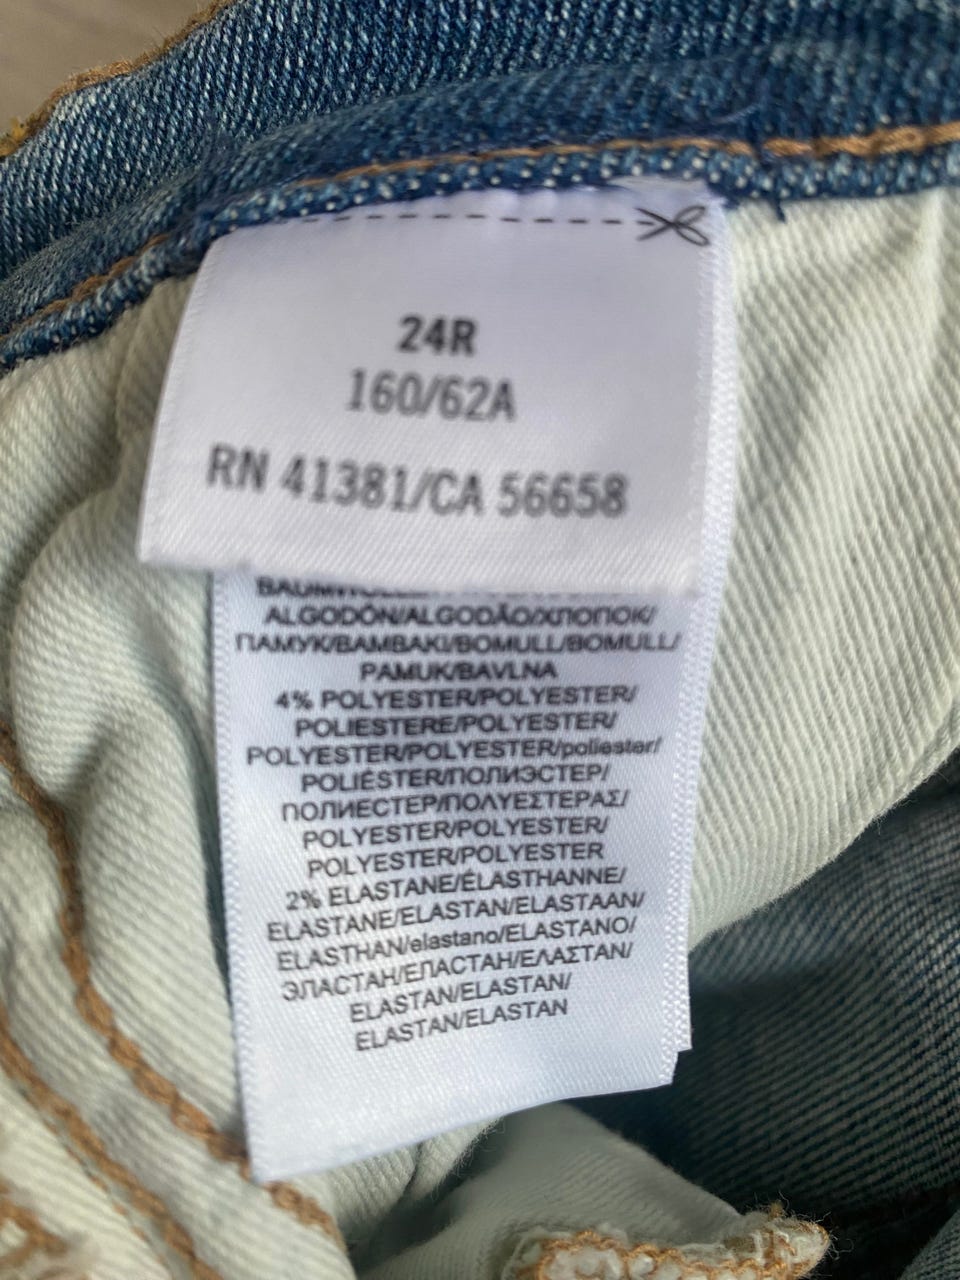 24R
160/62A
RN 41381/CA 56658
ALGODÓN/ALGODÃO/ХЛОПОК/
ПАМУК/ΒΑΜΒΑΚΙ/BOMULL/BOMULL/
PAMUK/BAVLNA
4% POLYESTER/POLYESTER/
POLIESTERE/POLYESTER/
POLYESTER/POLYESTER/poliester/
POLIÉSTER/ПОЛИЭСТЕР/
ПОЛИЕСТЕР/ΠΟΛΥΕΣΤΕΡΑΣ/
POLYESTER/POLYESTER/
POLYESTER/POLYESTER
2% ELASTANE/ÉLASTHANNE/
ELASTANE/ELASTAN/ELASTAAN/
ELASTHAN/elastano/ELASTANO/
ЭЛАСТАН/ЕЛАСТАН/ΕΛΑΣΤΑΝ/
ELASTAN/ELASTAN/
ELASTAN/ELASTAN